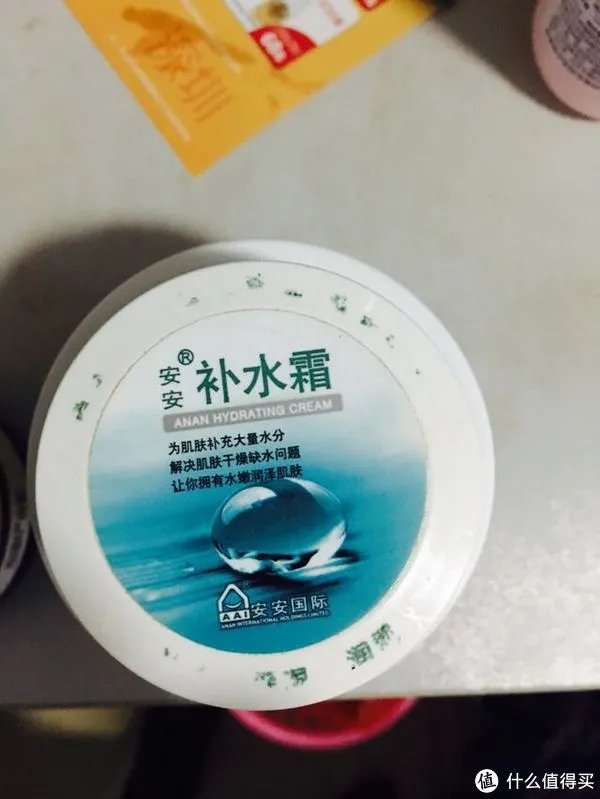 安安® 补水霜
ANAN HYDRATING CREAM
为肌肤补充大量水分
解决肌肤干燥缺水问题
让你拥有水嫩润泽肌肤
AAI 安安国际
ANAN INTERNATIONAL HOLDINGS LIMITED
值 什么值得买